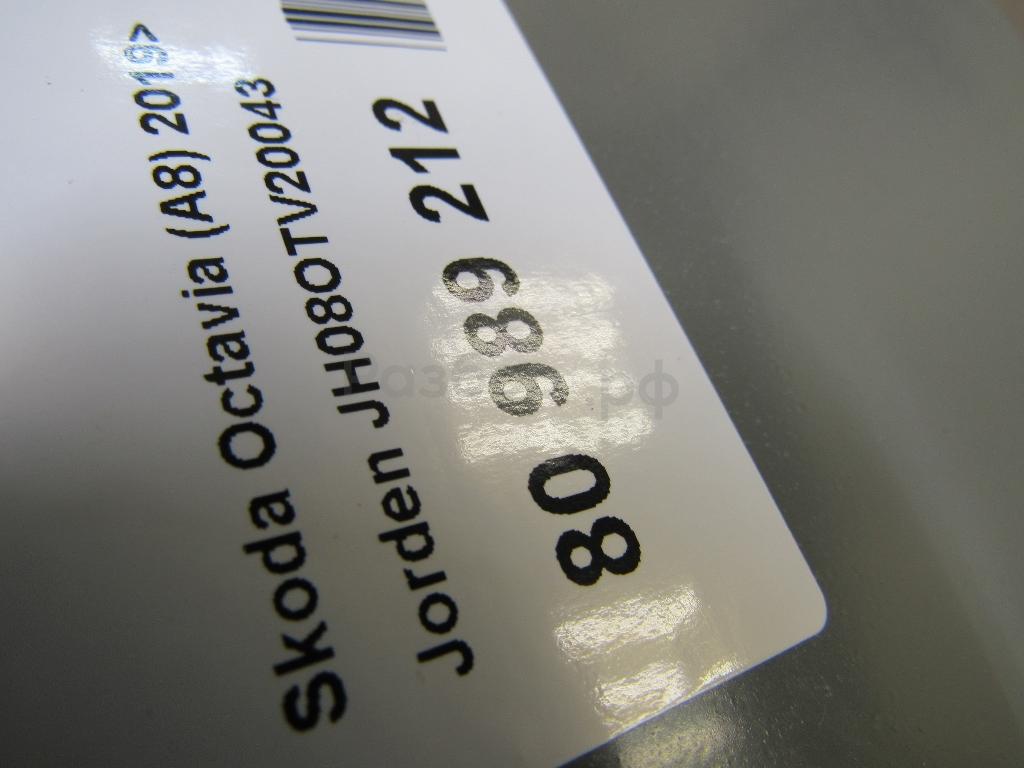 Skoda Octavia (A8) 2019>
Jorden JH08OTV20043
80 989 212